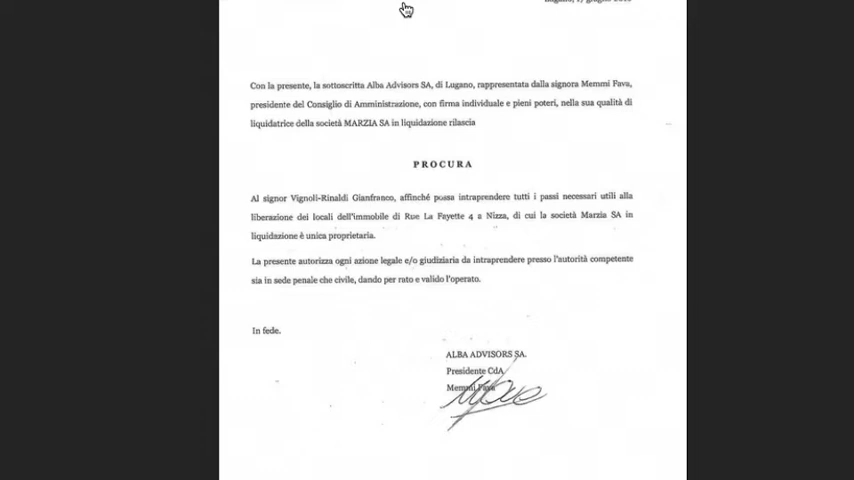 Con la presente, la sottoscritta Alba Advisors SA, di Lugano, rappresentata dalla signora Memmi Fava,
presidente del Consiglio di Amministrazione, con firma individuale e pieni poteri, nella sua qualità di
liquidatrice della società MARZIA SA in liquidazione rilascia
PROCURA
Al signor Vignoli-Rinaldi Gianfranco, affinché possa intraprendere tutti i passi necessari utili alla
liberazione dei locali dell'immobile di Rue La Fayette 4 a Nizza, di cui la società Marzia SA in
liquidazione è unica proprietaria.
La presente autorizza ogni azione legale e/o giudiziaria da intraprendere presso l'autorità competente
sia in sede penale che civile, dando per rato e valido l'operato.
In fede.
ALBA ADVISORS SA.
Presidente CdA
Memmi Fava